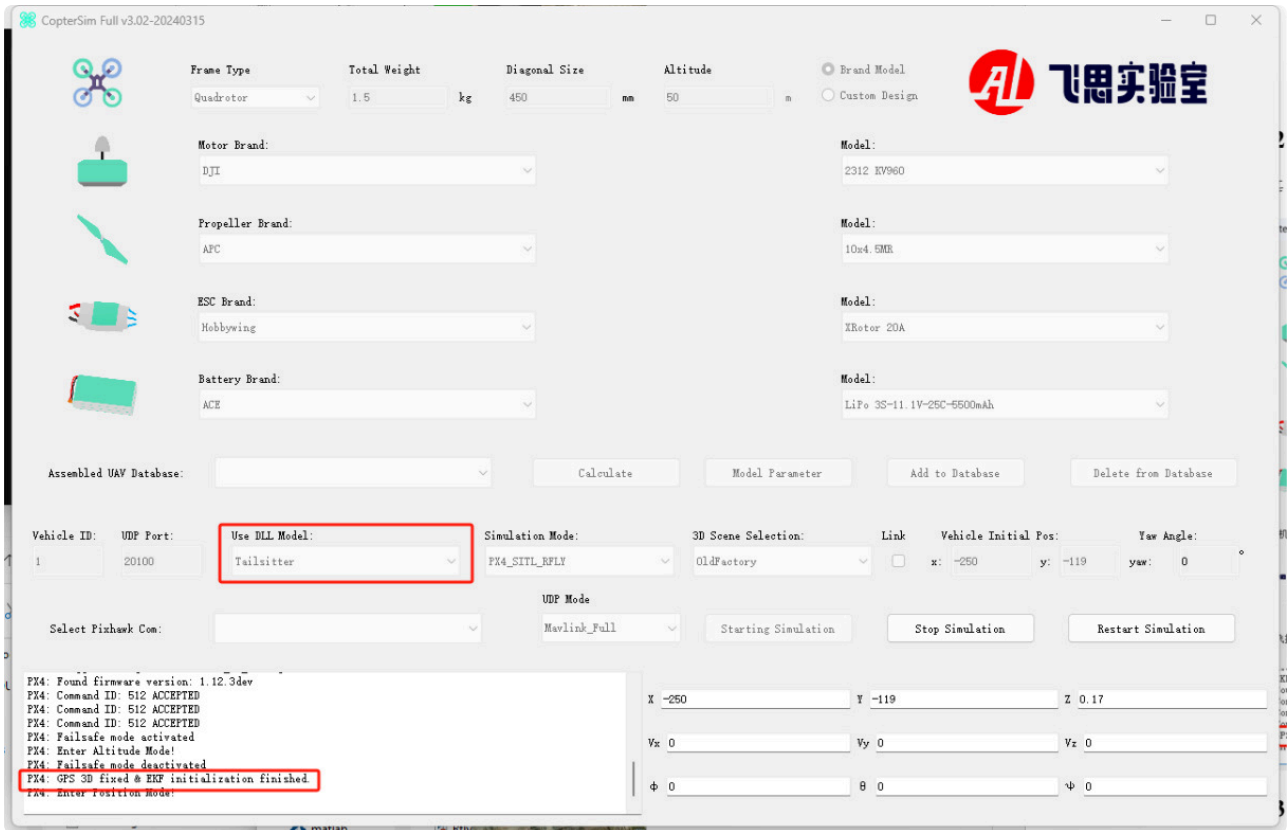 CopterSim Full v3.02-20240315
Frame Type Total Weight Diagonal Size Altitude Brand Model
Quadrotor 1.5 kg 450 mm 50 m Custom Design
飞思实验室
Motor Brand: Model:
DJI 2312 KV960
Propeller Brand: Model:
APC 10x4.5MR
ESC Brand: Model:
Hobbywing XRotor 20A
Battery Brand: Model:
ACE LiPo 3S-11.1V-25C-5500mAh
Assembled UAV Database: Calculate Model Parameter Add to Database Delete from Database
Vehicle ID: UDP Port: Use DLL Model: Simulation Mode: 3D Scene Selection: Link Vehicle Initial Pos: Yaw Angle:
1 20100 Tailsitter PX4_SITL_RFLY OldFactory x: -250 y: -119 yaw: 0 °
UDP Mode
Select Pixhawk Com: Mavlink_Full Starting Simulation Stop Simulation Restart Simulation
PX4: Found firmware version: 1.12.3dev
PX4: Command ID: 512 ACCEPTED
PX4: Command ID: 512 ACCEPTED
PX4: Command ID: 512 ACCEPTED
PX4: Failsafe mode activated
PX4: Enter Altitude Mode!
PX4: Failsafe mode deactivated
PX4: GPS 3D fixed & EKF initialization finished.
PX4: Enter Position Mode!
X -250 Y -119 Z 0.17
Vx 0 Vy 0 Vz 0
ϕ 0 θ 0 ψ 0